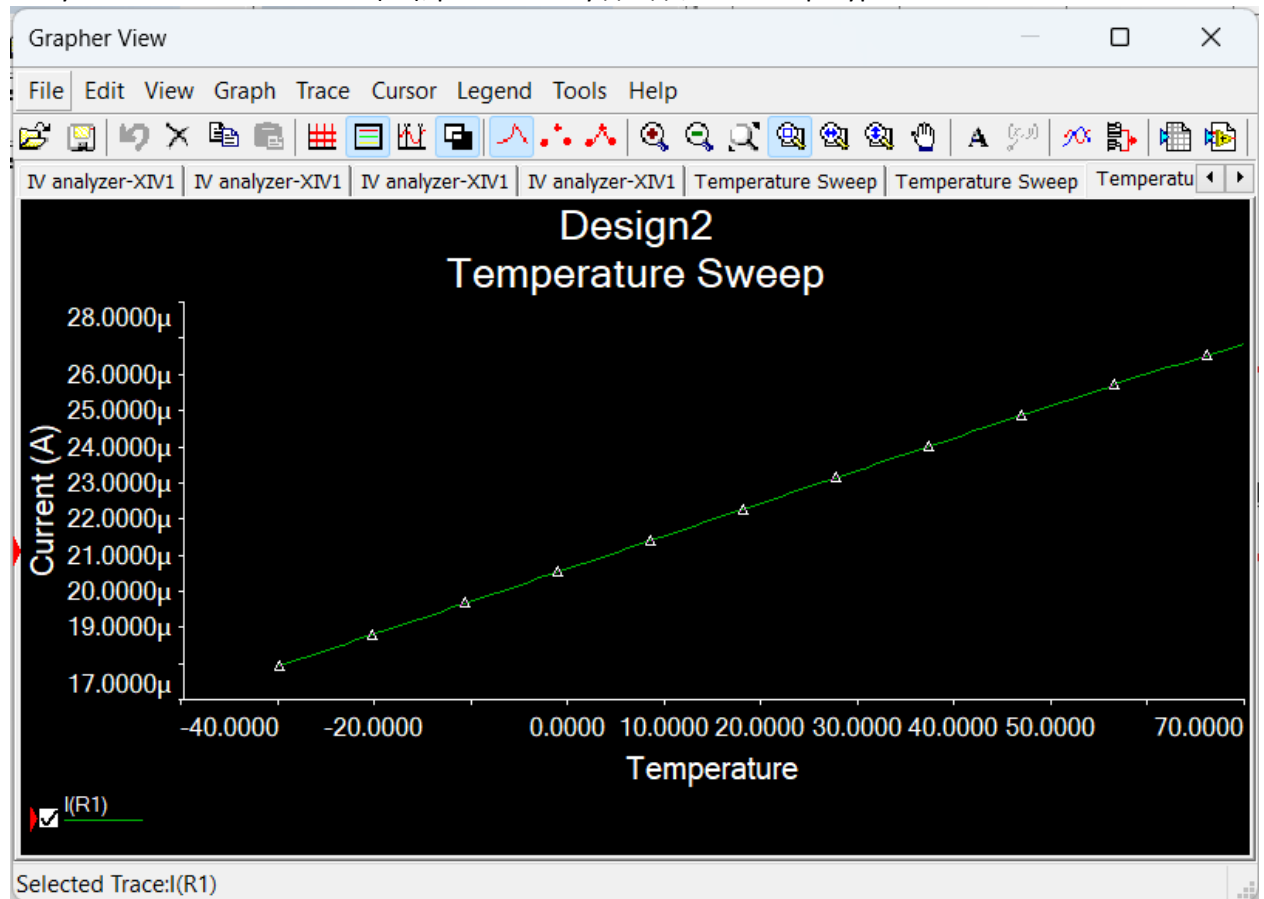 Grapher View
File Edit View Graph Trace Cursor Legend Tools Help
A (x,y)
IV analyzer-XIV1 IV analyzer-XIV1 IV analyzer-XIV1 IV analyzer-XIV1 Temperature Sweep Temperature Sweep Temperatu
Design2
Temperature Sweep
28.0000µ
26.0000µ
25.0000µ
24.0000µ
23.0000µ
22.0000µ
21.0000µ
20.0000µ
19.0000µ
17.0000µ
Current (A)
-40.0000 -20.0000 0.0000 10.0000 20.0000 30.0000 40.0000 50.0000 70.0000
Temperature
I(R1)
Selected Trace:I(R1)